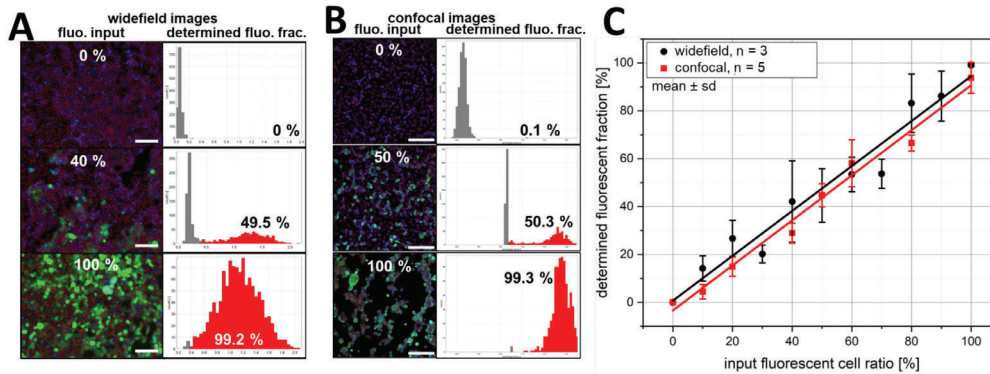 A
widefield images
fluo. input determined fluo. frac.
0 %
0 %
40 %
49.5 %
100 %
99.2 %
B
confocal images
fluo. input determined fluo. frac.
0 %
0.1 %
50 %
50.3 %
100 %
99.3 %
C
widefield, n = 3
confocal, n = 5
mean ± sd
determined fluorescent fraction [%]
100
80
60
40
20
0
0 20 40 60 80 100
input fluorescent cell ratio [%]